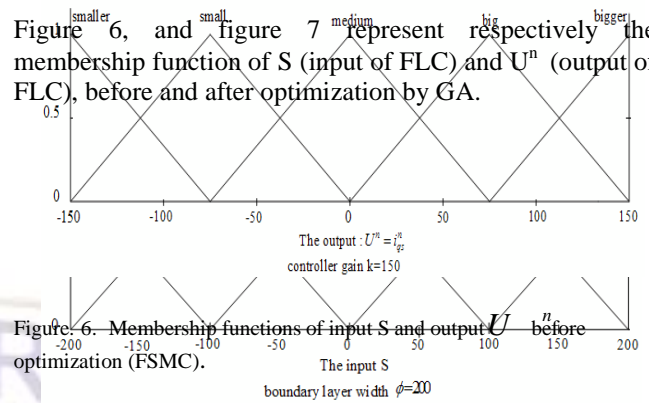 smaller small medium big bigger
Figure 6, and figure 7 represent respectively the
membership function of S (input of FLC) and Uⁿ (output of
FLC), before and after optimization by GA.
0.5
0
-150 -100 -50 0 50 100 150
The output : Uⁿ = iⁿqs
controller gain k=150
0
Figure. 6. Membership functions of input S and output Uⁿ before
-200 -150 -100 -50 0 50 100 150 200
optimization (FSMC).
The input S
boundary layer width ϕ=200